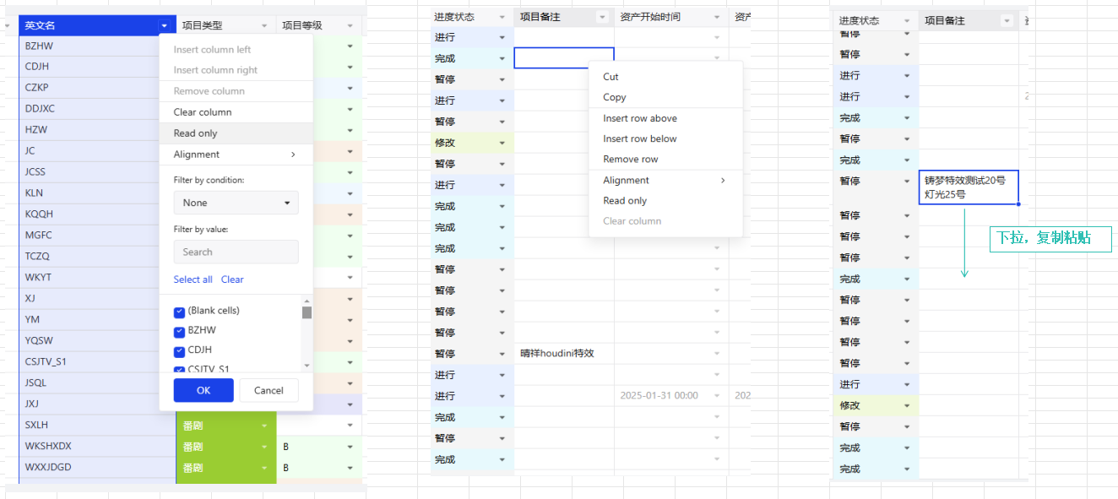 英文名
项目类型
项目等级
BZHW
CDJH
CZKP
DDJXC
HZW
JC
JCSS
KLN
KQQH
MGFC
TCZQ
WKYT
XJ
YM
YQSW
CSJTV_S1
JSQL
JXJ
SXLH
WKSHXDX
WXXJDGD
番剧
番剧
B
番剧
B
Insert column left
Insert column right
Remove column
Clear column
Read only
Alignment
Filter by condition:
None
Filter by value:
Search
Select all Clear
(Blank cells)
BZHW
CDJH
CSJTV_S1
OK
Cancel
进度状态
项目备注
资产开始时间
资产
进行
完成
暂停
进行
暂停
修改
暂停
进行
完成
完成
完成
暂停
暂停
暂停
暂停
暂停
晴祥houdini特效
进行
进行
2025-01-31 00:00
202
完成
暂停
完成
Cut
Copy
Insert row above
Insert row below
Remove row
Alignment
Read only
Clear column
进度状态
项目备注
暂停
暂停
进行
进行
完成
暂停
完成
暂停
铸梦特效测试20号
灯光25号
暂停
暂停
暂停
完成
暂停
暂停
暂停
暂停
进行
修改
暂停
完成
完成
下拉，复制粘贴